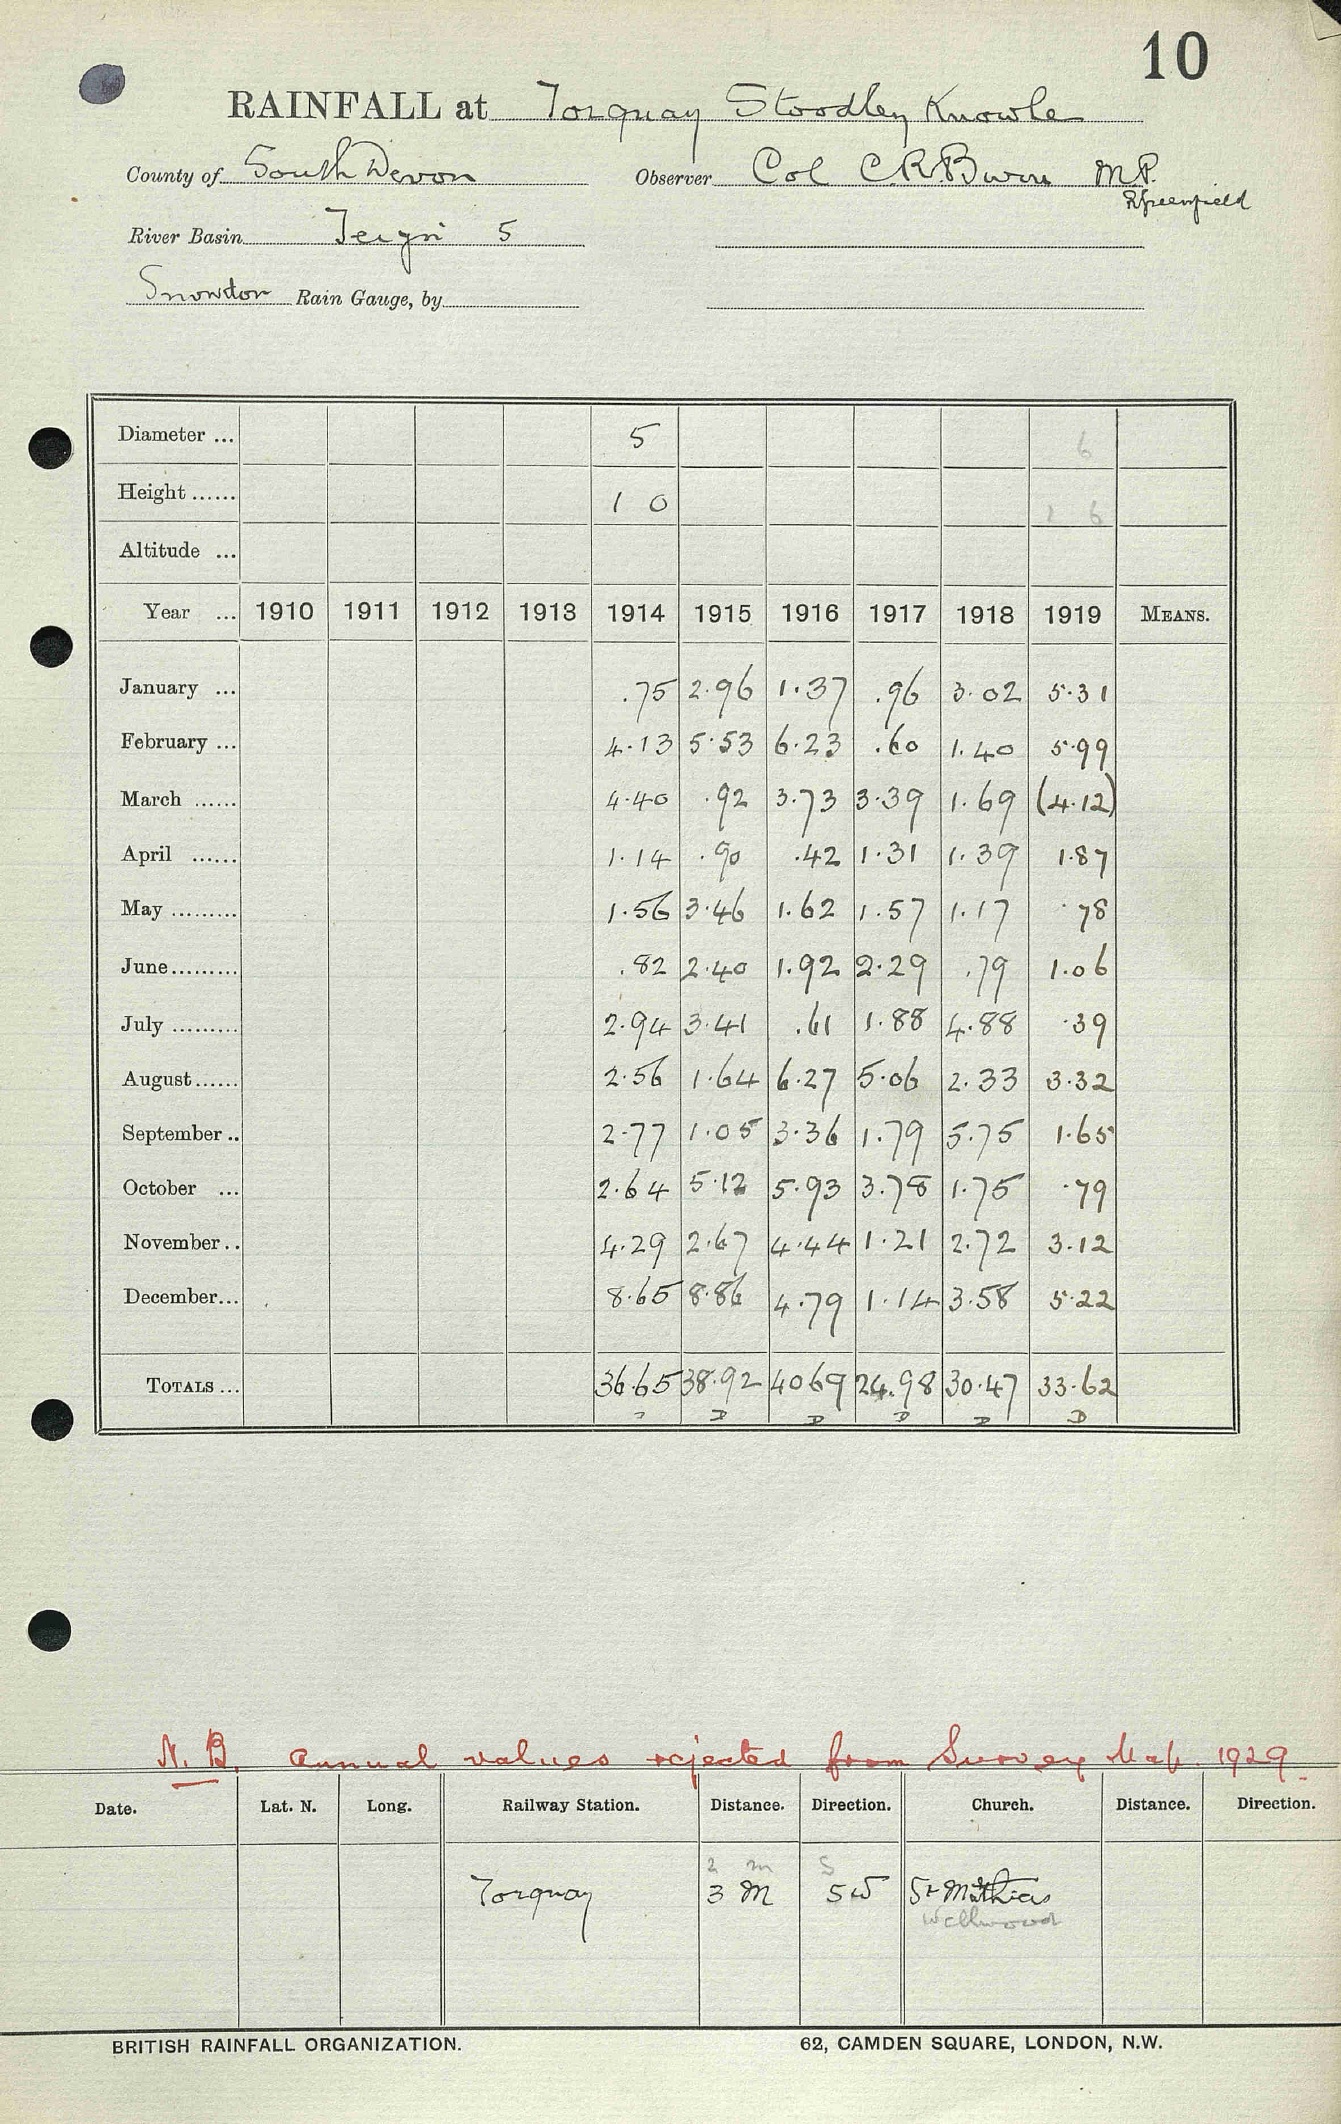 10
RAINFALL at Torquay Stoodley Knowle
County of South Devon Observer Col C.R. Burn M.P.
R Greenfield
River Basin Teign 5
Snowdon Rain Gauge, by
Diameter ... 5 6
Height ...... 1 0 1 6
Altitude ...
Year ... 1910 1911 1912 1913 1914 1915 1916 1917 1918 1919 MEANS.
January ... .75 2.96 1.37 .96 3.02 5.31
February ... 4.13 5.53 6.23 .60 1.40 5.99
March ...... 4.40 .92 3.73 3.39 1.69 (4.12)
April ...... 1.14 .90 .42 1.31 1.39 1.87
May ......... 1.56 3.46 1.62 1.57 1.17 .78
June ......... .82 2.40 1.92 2.29 .79 1.06
July ......... 2.94 3.41 .61 1.88 4.88 .39
August ...... 2.56 1.64 6.27 5.06 2.33 3.32
September .. 2.77 1.05 3.36 1.79 5.75 1.65
October ... 2.64 5.12 5.93 3.78 1.75 .79
November .. 4.29 2.67 4.44 1.21 2.72 3.12
December ... 8.65 8.86 4.79 1.14 3.58 5.22
TOTALS ... 36.65 38.92 4069 24.98 30.47 33.62
D D D D D
N.B. Annual values rejected from Survey Map. 1929.
Date. Lat. N. Long. Railway Station. Distance. Direction. Church. Distance. Direction.
2 m S
Torquay 3 M SW St Mathias
Wellswood
BRITISH RAINFALL ORGANIZATION. 62, CAMDEN SQUARE, LONDON, N.W.